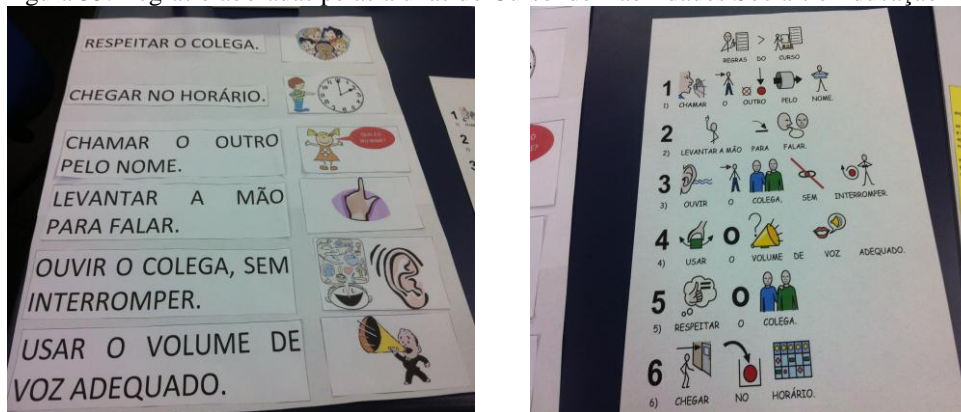 RESPEITAR O COLEGA.
CHEGAR NO HORÁRIO.
CHAMAR O OUTRO
PELO NOME.
LEVANTAR A MÃO
PARA FALAR.
OUVIR O COLEGA, SEM
INTERROMPER.
USAR O VOLUME DE
VOZ ADEQUADO.
REGRAS DO CURSO
1
1) CHAMAR O OUTRO PELO NOME.
2
2) LEVANTAR A MÃO PARA FALAR.
3
3) OUVIR O COLEGA, SEM INTERROMPER.
4
4) USAR O VOLUME DE VOZ ADEQUADO.
5
5) RESPEITAR O COLEGA.
6
6) CHEGAR NO HORÁRIO.